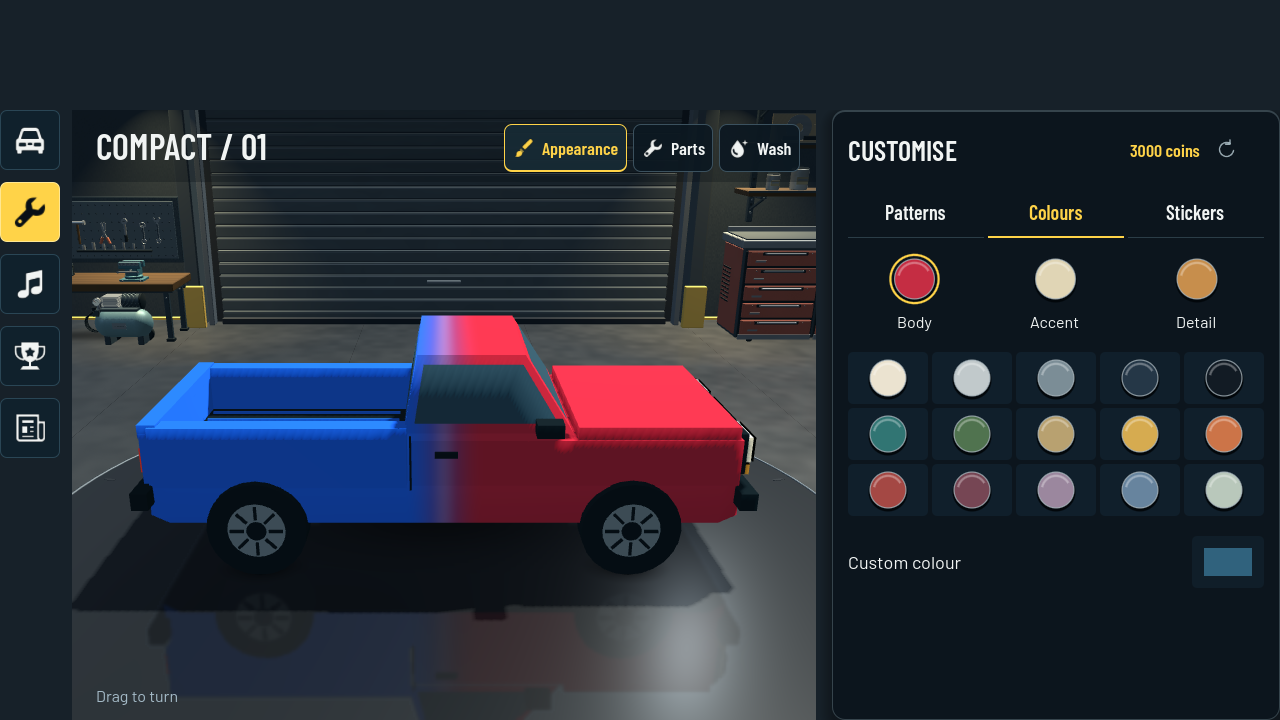 COMPACT / 01
Appearance
Parts
Wash
CUSTOMISE
3000 coins
Patterns
Colours
Stickers
Body
Accent
Detail
Custom colour
Drag to turn